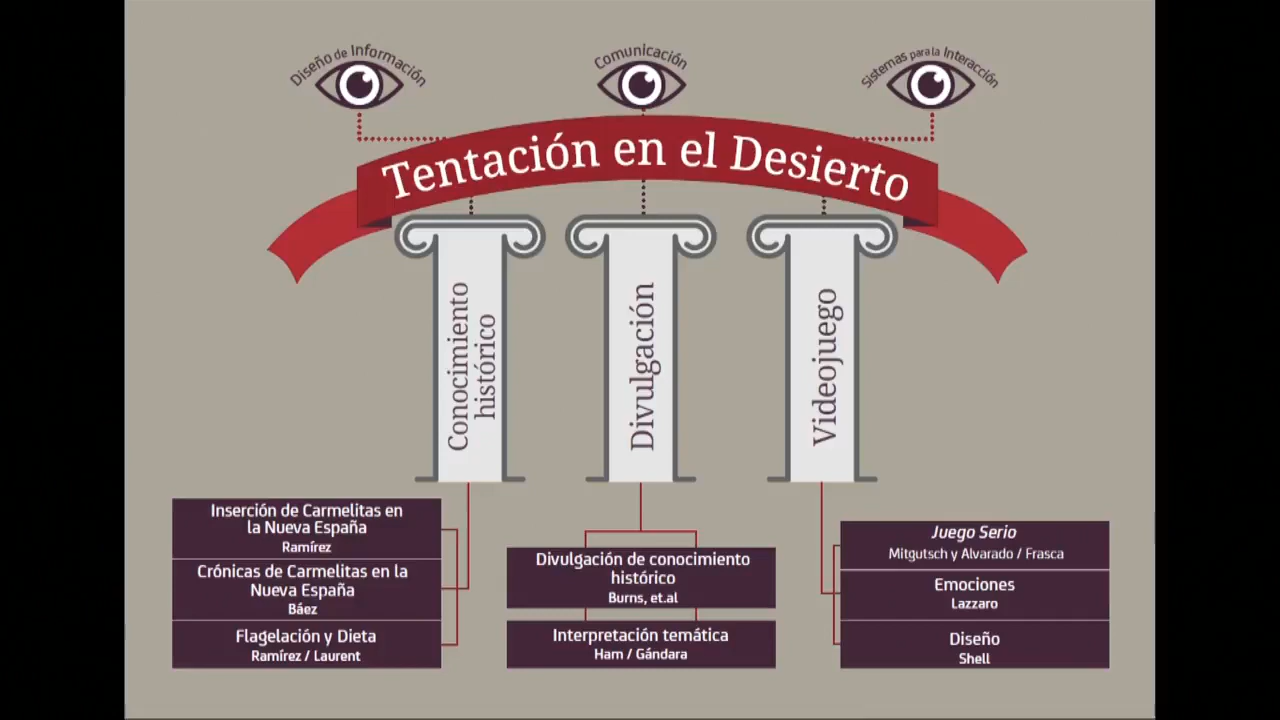 Diseño de Información
Comunicación
Sistemas para la Interacción
Tentación en el Desierto
Conocimiento
histórico
Divulgación
Videojuego
Inserción de Carmelitas en
la Nueva España
Ramírez
Crónicas de Carmelitas en la
Nueva España
Báez
Flagelación y Dieta
Ramírez / Laurent
Divulgación de conocimiento
histórico
Burns, et.al
Interpretación temática
Ham / Gándara
Juego Serio
Mitgutsch y Alvarado / Frasca
Emociones
Lazzaro
Diseño
Shell